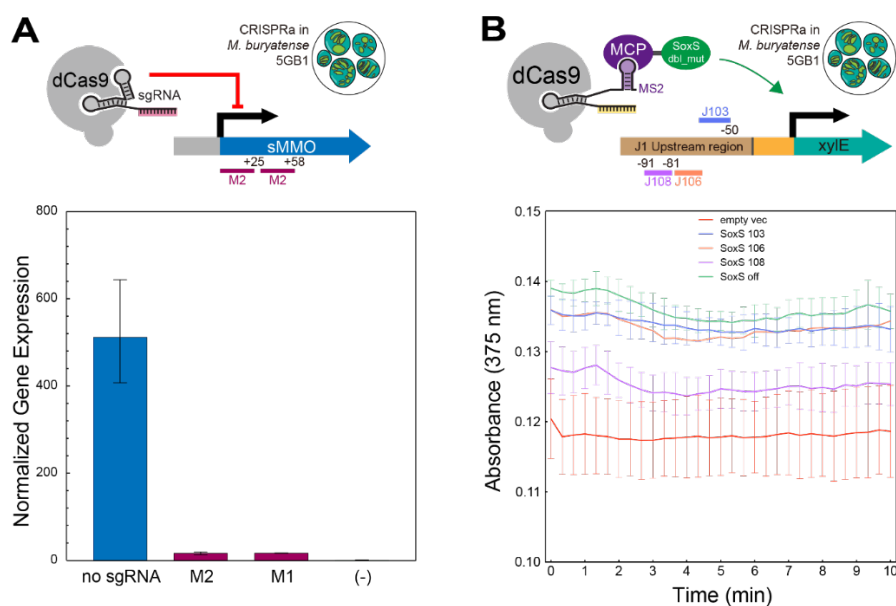 A
CRISPRa in
M. buryatense
5GB1
dCas9
sgRNA
sMMO
+25
+58
M2
M2
Normalized Gene Expression
800
600
400
200
0
no sgRNA
M2
M1
(-)
B
CRISPRa in
M. buryatense
5GB1
MCP
SoxS
dbl_mut
dCas9
MS2
J103
-50
J1 Upstream region
xylE
-91
-81
J108
J106
empty vec
SoxS 103
SoxS 106
SoxS 108
SoxS off
Absorbance (375 nm)
0.15
0.14
0.13
0.12
0.11
0.10
0 1 2 3 4 5 6 7 8 9 10
Time (min)